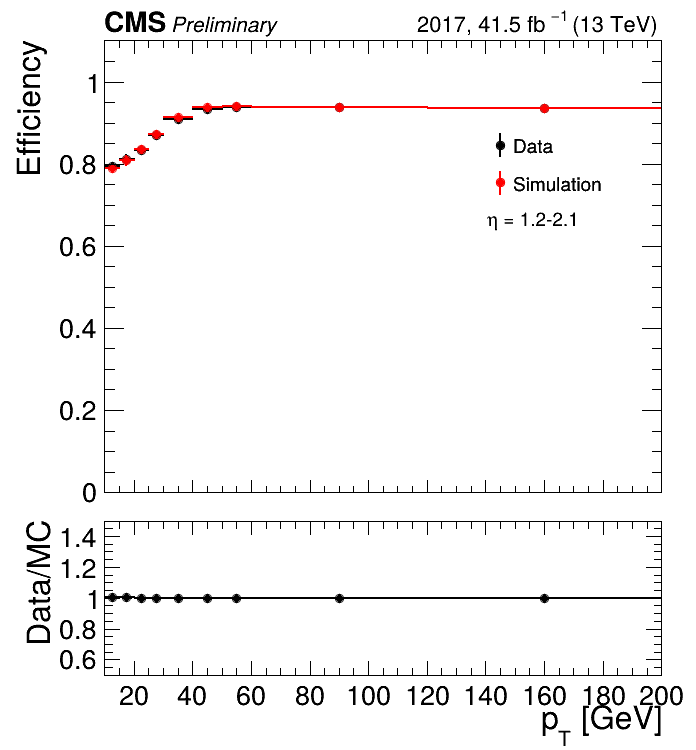 CMS Preliminary 2017, 41.5 fb⁻¹ (13 TeV)
Efficiency
1
0.8
0.6
0.4
0.2
0
Data
Simulation
η = 1.2-2.1
Data/MC
1.4
1.2
1
0.8
0.6
20 40 60 80 100 120 140 160 180 200
p_T [GeV]